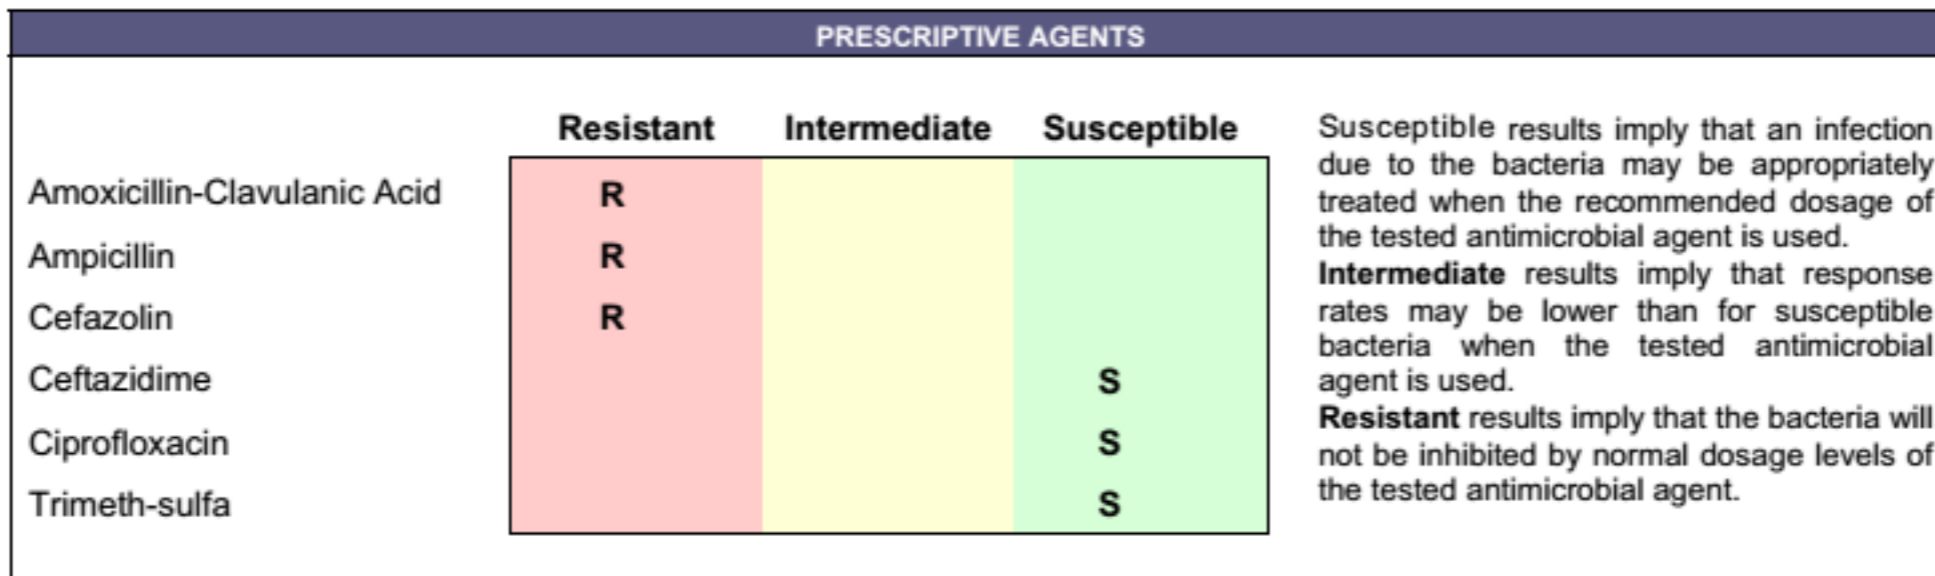 PRESCRIPTIVE AGENTS
Resistant Intermediate Susceptible
Amoxicillin-Clavulanic Acid R
Ampicillin R
Cefazolin R
Ceftazidime S
Ciprofloxacin S
Trimeth-sulfa S
Susceptible results imply that an infection
due to the bacteria may be appropriately
treated when the recommended dosage of
the tested antimicrobial agent is used.
Intermediate results imply that response
rates may be lower than for susceptible
bacteria when the tested antimicrobial
agent is used.
Resistant results imply that the bacteria will
not be inhibited by normal dosage levels of
the tested antimicrobial agent.